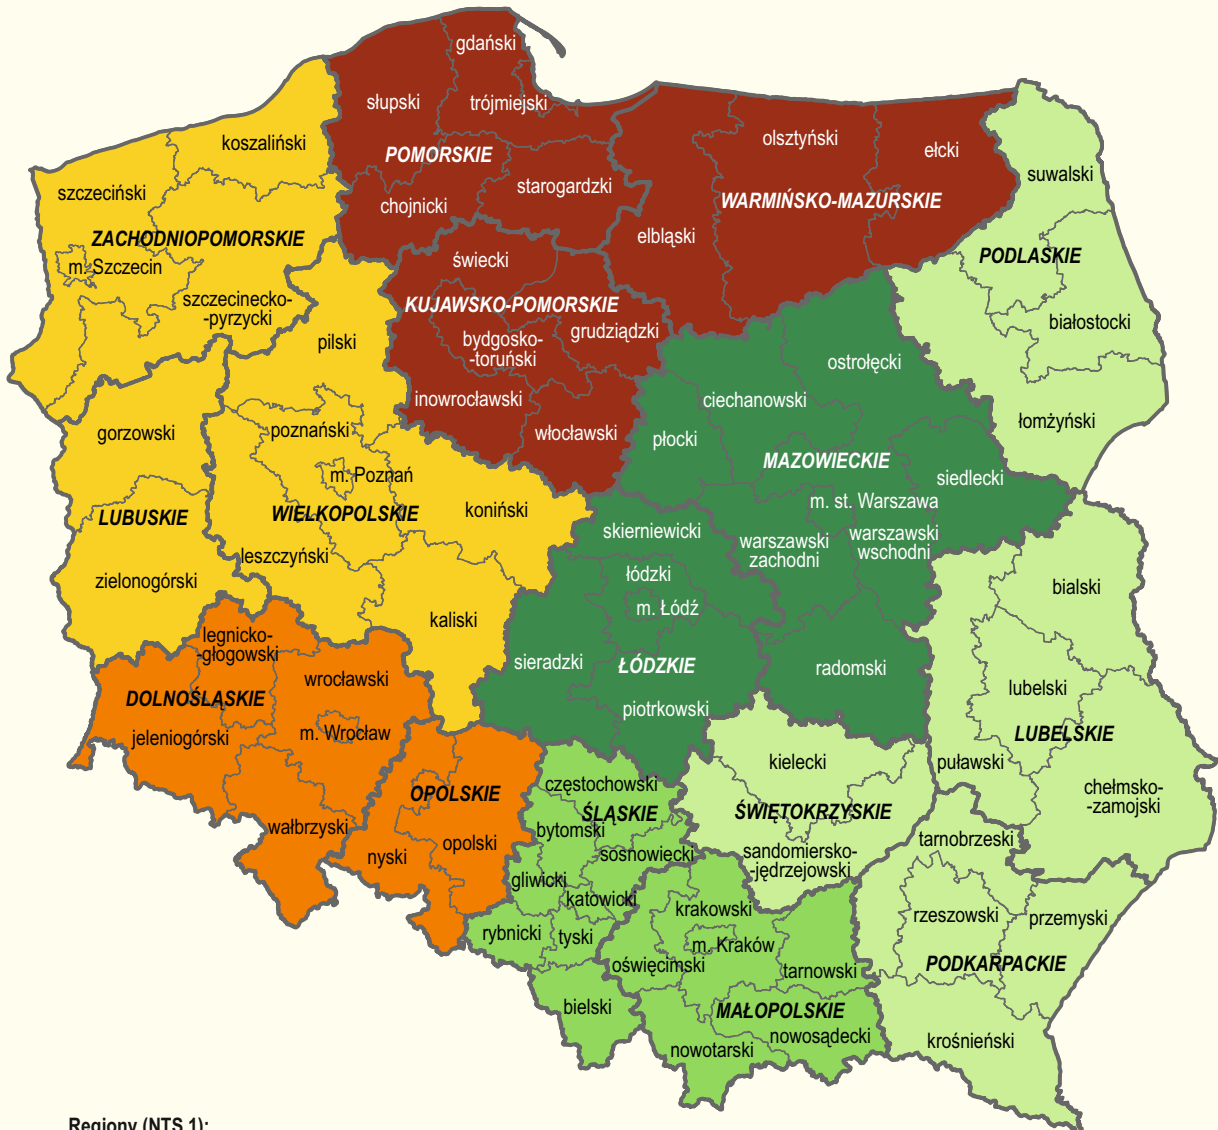 gdański
słupski
trójmiejski
POMORSKIE
starogardzki
chojnicki
koszaliński
szczeciński
ZACHODNIOPOMORSKIE
m. Szczecin
szczecinecko-
-pyrzycki
olsztyński
ełcki
WARMIŃSKO-MAZURSKIE
elbląski
suwalski
PODLASKIE
białostocki
łomżyński
świecki
KUJAWSKO-POMORSKIE
bydgosko-
-toruński
grudziądzki
inowrocławski
włocławski
pilski
poznański
m. Poznań
WIELKOPOLSKIE
koniński
leszczyński
kaliski
gorzowski
LUBUSKIE
zielonogórski
ostrołęcki
ciechanowski
płocki
MAZOWIECKIE
siedlecki
m. st. Warszawa
warszawski
zachodni
warszawski
wschodni
radomski
skierniewicki
łódzki
m. Łódź
sieradzki
ŁÓDZKIE
piotrkowski
legnicko-
-głogowski
wrocławski
DOLNOŚLĄSKIE
jeleniogórski
m. Wrocław
wałbrzyski
OPOLSKIE
opolski
nyski
częstochowski
ŚLĄSKIE
bytomski
sosnowiecki
gliwicki
katowicki
rybnicki
tyski
bielski
kielecki
ŚWIĘTOKRZYSKIE
sandomiersko-
-jędrzejowski
bialski
lubelski
LUBELSKIE
puławski
chełmsko-
-zamojski
tarnobrzeski
rzeszowski
przemyski
PODKARPACKIE
krośnieński
krakowski
m. Kraków
oświęcimski
tarnowski
MAŁOPOLSKIE
nowosądecki
nowotarski
Regiony (NTS 1):